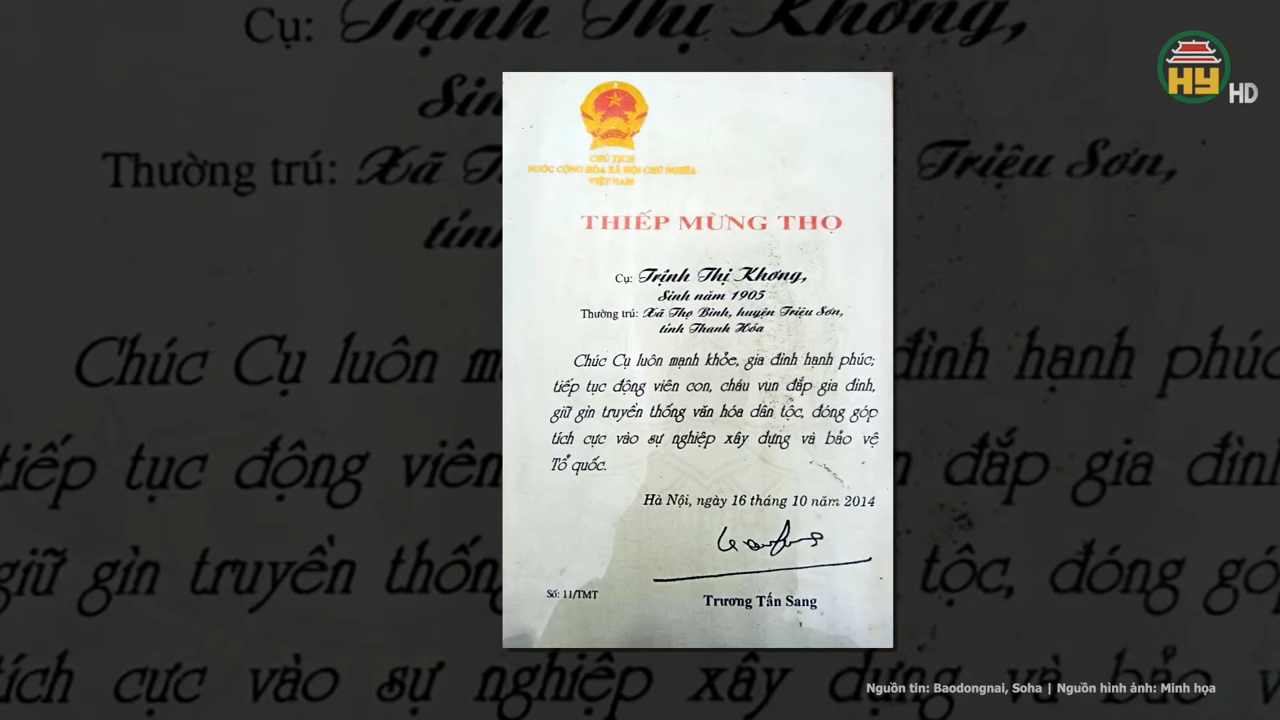 Cụ: Trịnh Thị Khơng,
Sin
Thường trú: Xã Th Triệu Sơn,
tỉnh
Chúc Cụ luôn m đình hạnh phúc
tiếp tục động viên n đắp gia đìn
giữ gìn truyền thốn tộc, đóng gó
tích cực vào sự nghiệp xây dựng và bảo v
HY HD
CHỦ TỊCH
NƯỚC CỘNG HÒA XÃ HỘI CHỦ NGHĨA
VIỆT NAM
THIẾP MỪNG THỌ
Cụ: Trịnh Thị Khơng,
Sinh năm 1905
Thường trú: Xã Thọ Bình, huyện Triệu Sơn,
tỉnh Thanh Hóa
Chúc Cụ luôn mạnh khỏe, gia đình hạnh phúc;
tiếp tục động viên con, cháu vun đắp gia đình,
giữ gìn truyền thống văn hóa dân tộc, đóng góp
tích cực vào sự nghiệp xây dựng và bảo vệ
Tổ quốc.
Hà Nội, ngày 16 tháng 10 năm 2014
Số: 11/TMT
Trương Tấn Sang
Nguồn tin: Baodongnai, Soha | Nguồn hình ảnh: Minh họa